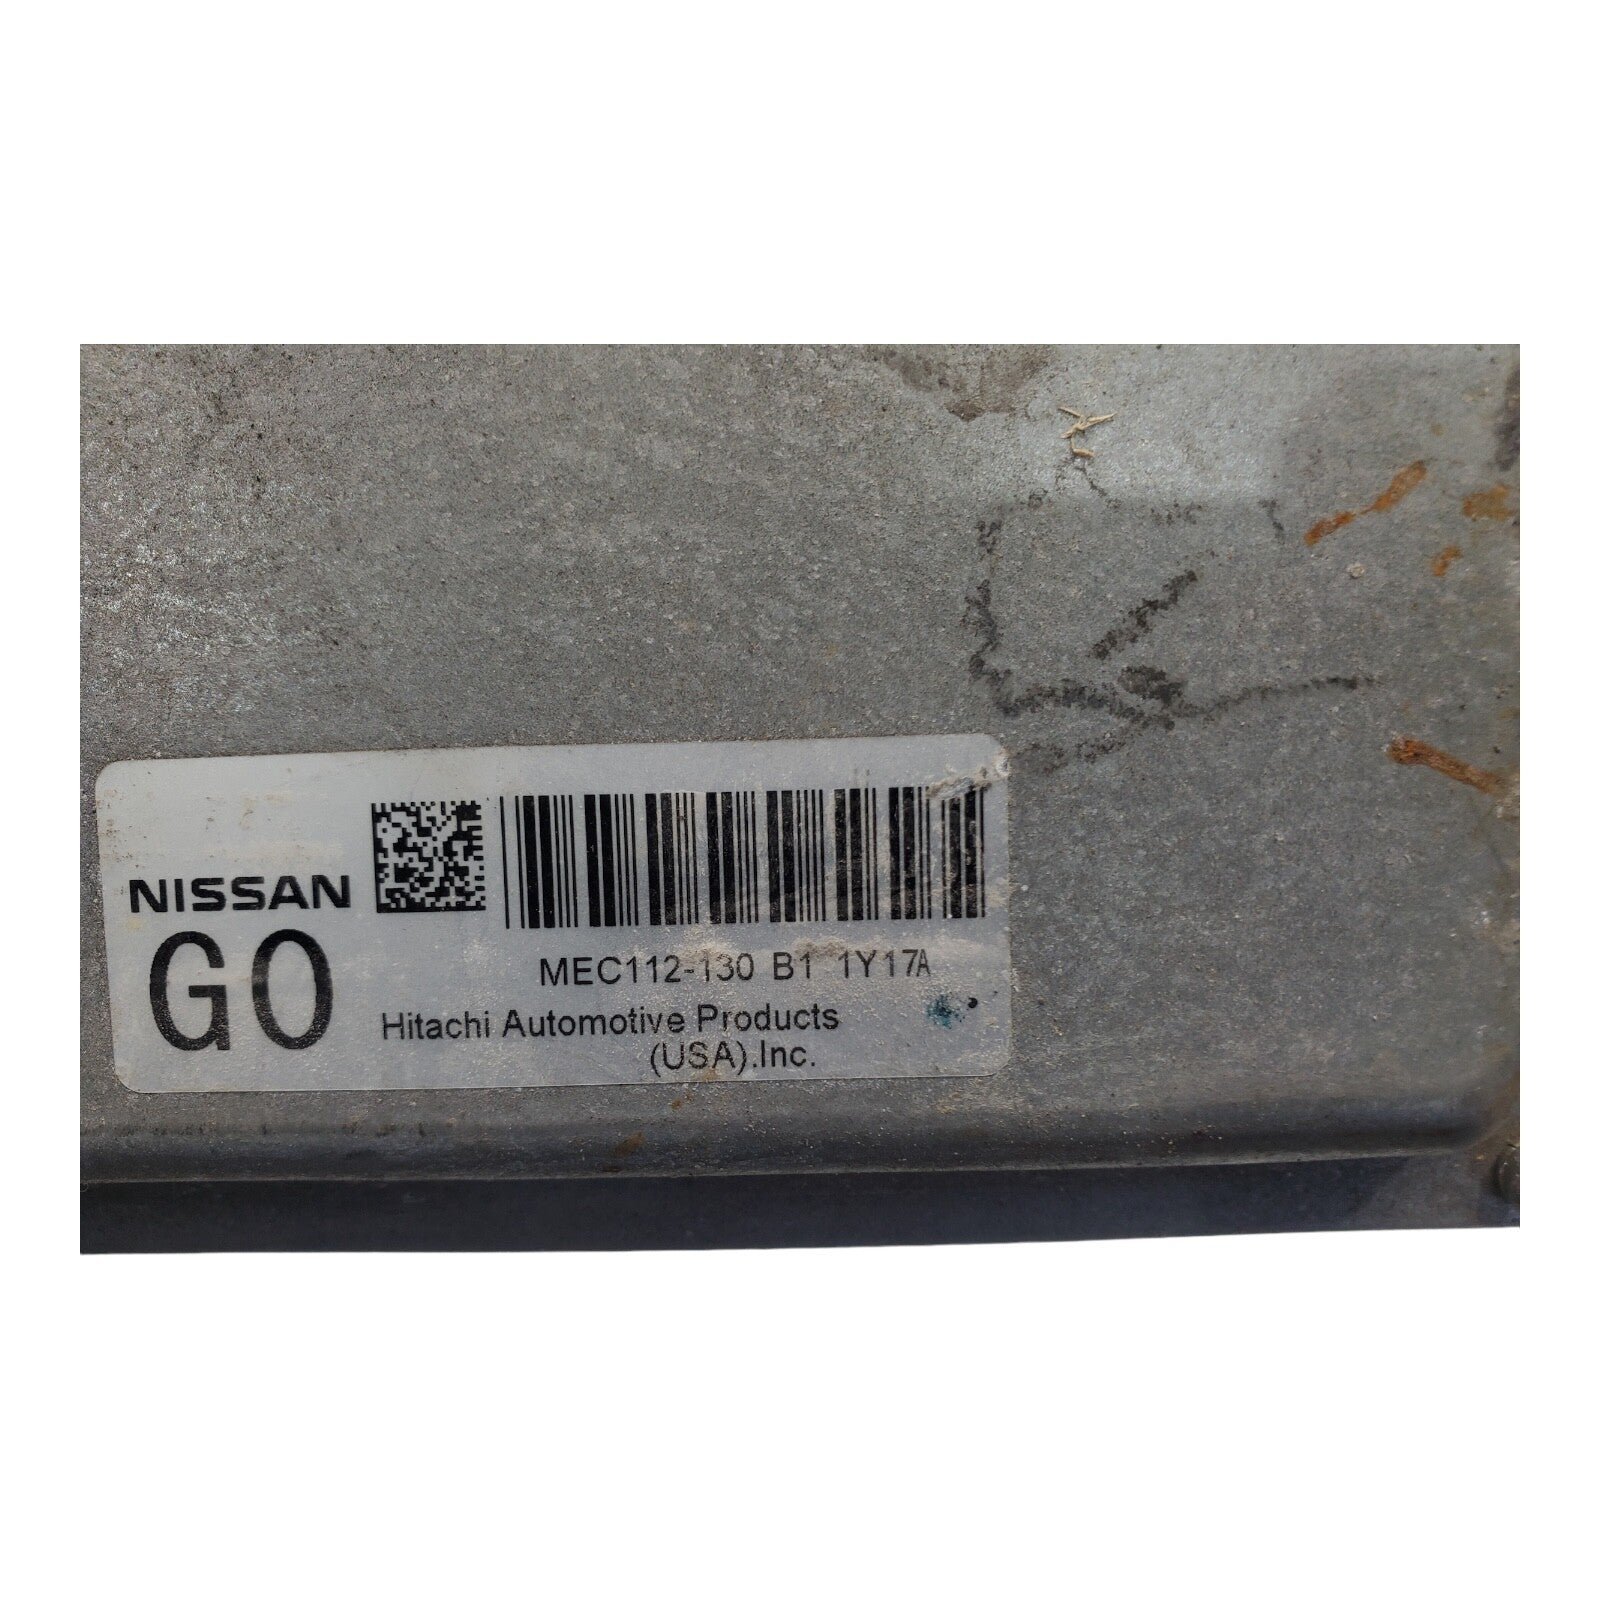 NISSAN
GO
MEC112-130 B1 1Y17A
Hitachi Automotive Products
(USA).Inc.